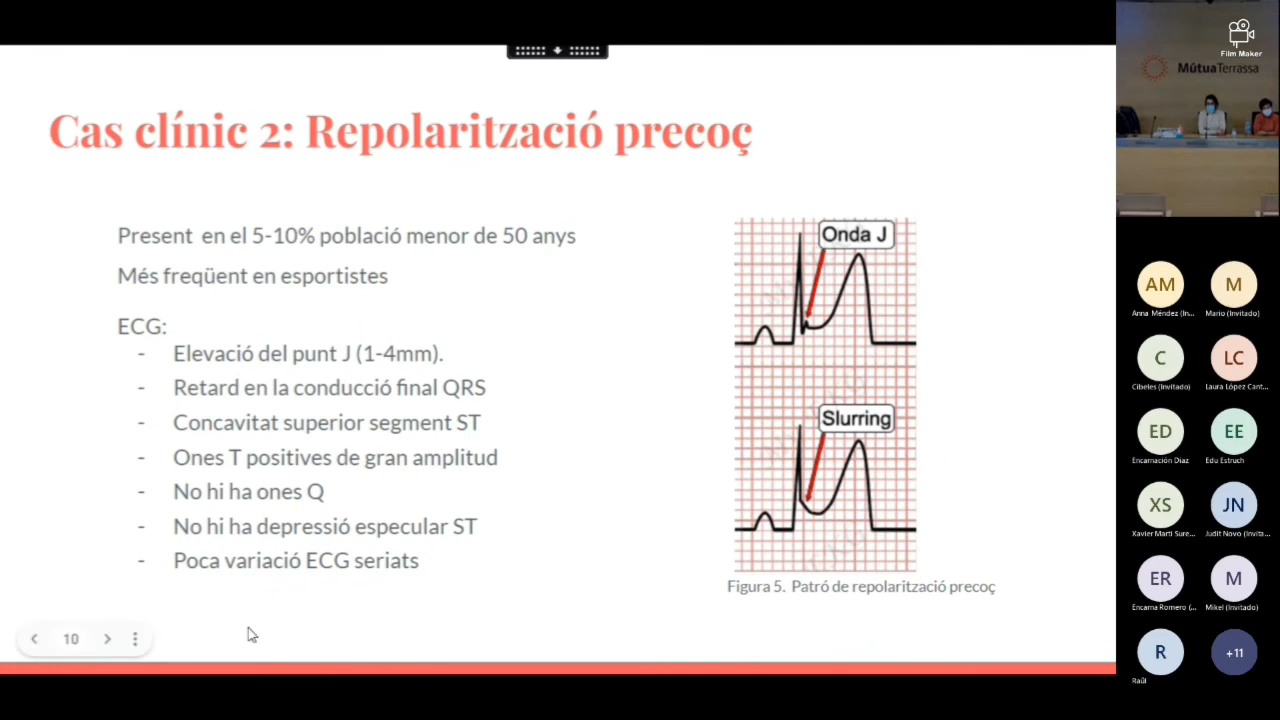 Cas clínic 2: Repolarització precoç
Present en el 5-10% població menor de 50 anys
Més freqüent en esportistes
ECG:
- Elevació del punt J (1-4mm).
- Retard en la conducció final QRS
- Concavitat superior segment ST
- Ones T positives de gran amplitud
- No hi ha ones Q
- No hi ha depressió especular ST
- Poca variació ECG seriats
Onda J
Slurring
Figura 5. Patró de repolarització precoç
10
Film Maker
MútuaTerrassa
AM
M
Anna Méndez (In...
Mario (Invitado)
C
LC
Cibeles (Invitado)
Laura López Cant...
ED
EE
Encarnación Diaz
Edu Estruch
XS
JN
Xavier Martí Sure...
Judit Novo (Invita...
ER
M
Encarna Romero (...
Mikel (Invitado)
R
+11
Raül